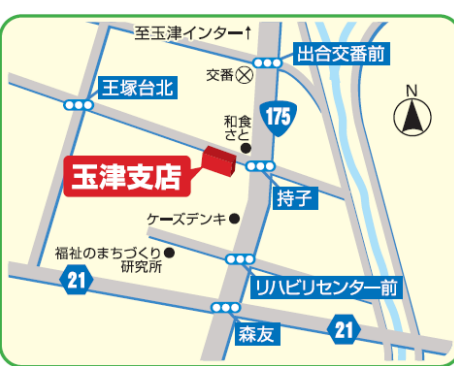 至玉津インター↑
出合交番前
交番
N
王塚台北
175
和食
さと
玉津支店
持子
ケーズデンキ
福祉のまちづくり
研究所
21
リハビリセンター前
森友
21